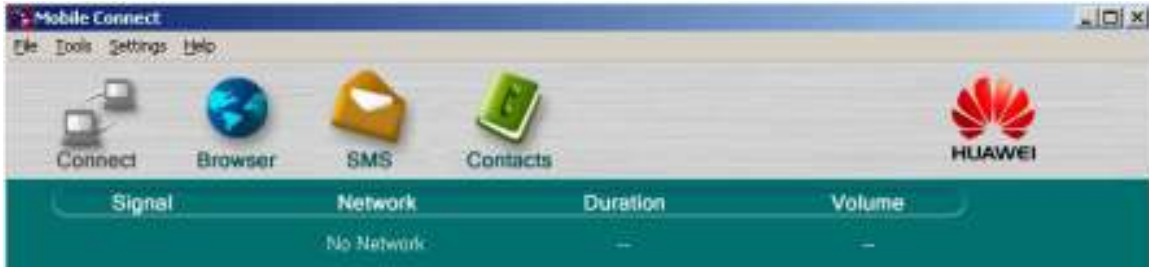 Mobile Connect
File Tools Settings Help
Connect Browser SMS Contacts HUAWEI
Signal Network Duration Volume
No Network -- --